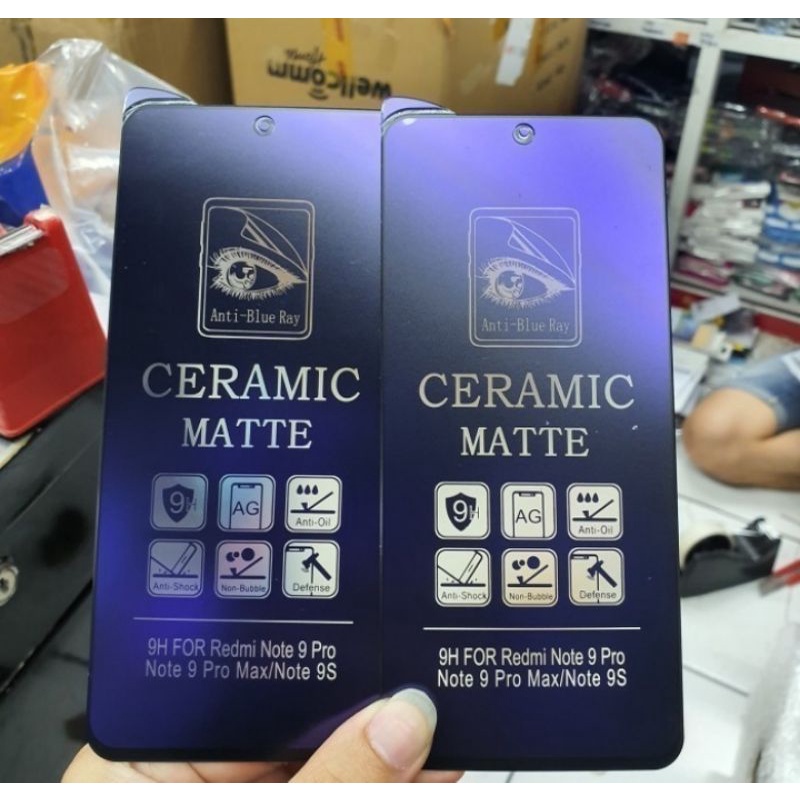 wellcomm
Anti-Blue Ray
CERAMIC
MATTE
9H
AG
Anti-Oil
Anti-Shock
Non-Bubble
Defense
9H FOR Redmi Note 9 Pro
Note 9 Pro Max/Note 9S
Anti-Blue Ray
CERAMIC
MATTE
9H
AG
Anti-Oil
Anti-Shock
Non-Bubble
Defense
9H FOR Redmi Note 9 Pro
Note 9 Pro Max/Note 9S